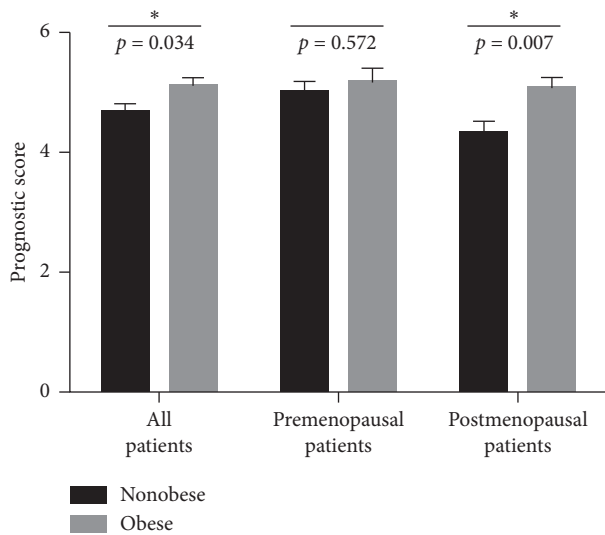 * *
p = 0.034 p = 0.572 p = 0.007
6
4
2
0
Prognostic score
All patients
Premenopausal patients
Postmenopausal patients
Nonobese
Obese